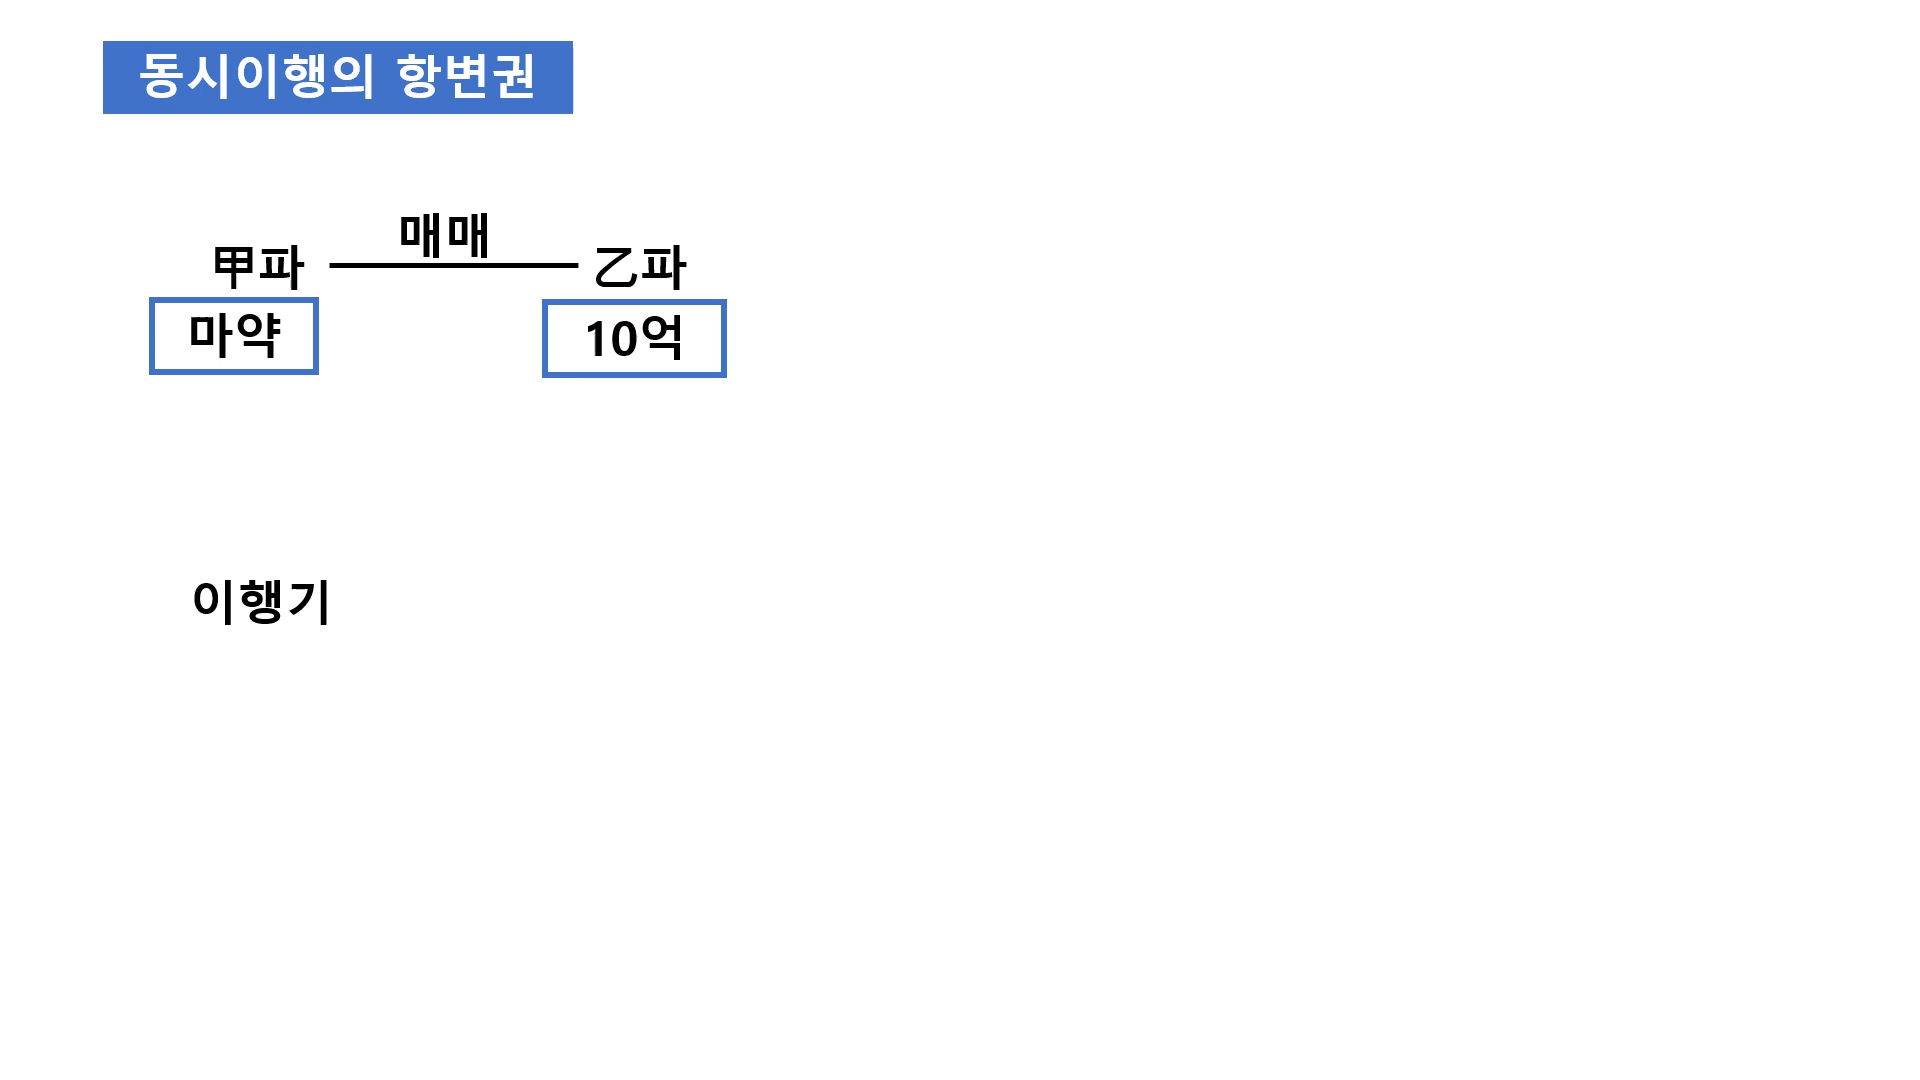 동시이행의 항변권
매매
甲파 乙파
마약 10억
이행기